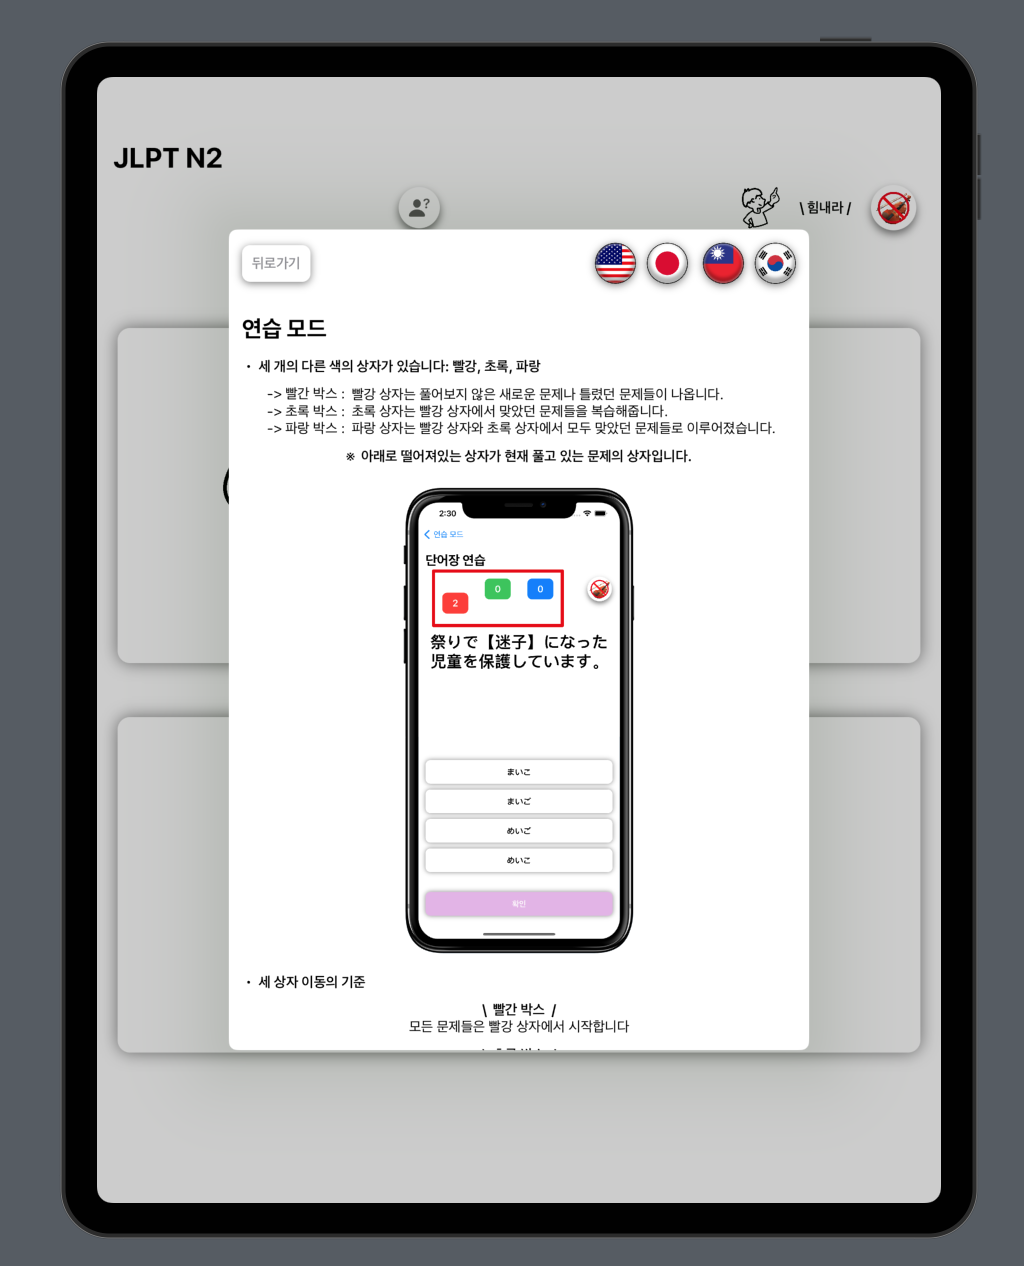 JLPT N2
?
\ 힘내라 /
뒤로가기
연습 모드
• 세 개의 다른 색의 상자가 있습니다: 빨강, 초록, 파랑
-> 빨간 박스 : 빨강 상자는 풀어보지 않은 새로운 문제나 틀렸던 문제들이 나옵니다.
-> 초록 박스 : 초록 상자는 빨강 상자에서 맞았던 문제들을 복습해줍니다.
-> 파랑 박스 : 파랑 상자는 빨강 상자와 초록 상자에서 모두 맞았던 문제들로 이루어졌습니다.
※ 아래로 떨어져있는 상자가 현재 풀고 있는 문제의 상자입니다.
2:30
연습 모드
단어장 연습
2 0 0
祭りで【迷子】になった
児童を保護しています。
まいこ
まいご
めいご
めいこ
확인
• 세 상자 이동의 기준
\ 빨간 박스 /
모든 문제들은 빨강 상자에서 시작합니다